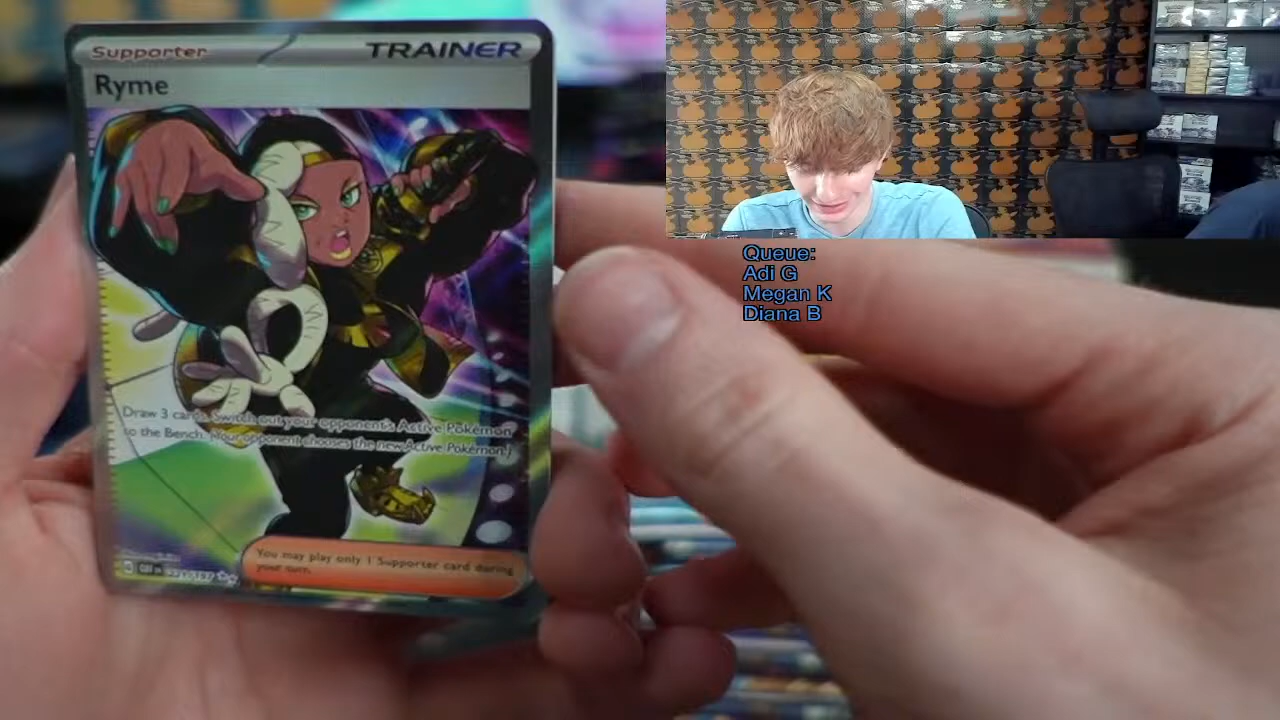 Supporter TRAINER
Ryme
Draw 3 cards. Switch out your opponent's Active Pokémon
to the Bench. (Your opponent chooses the new Active Pokémon.)
You may play only 1 Supporter card during
your turn.
Queue:
Adi G
Megan K
Diana B